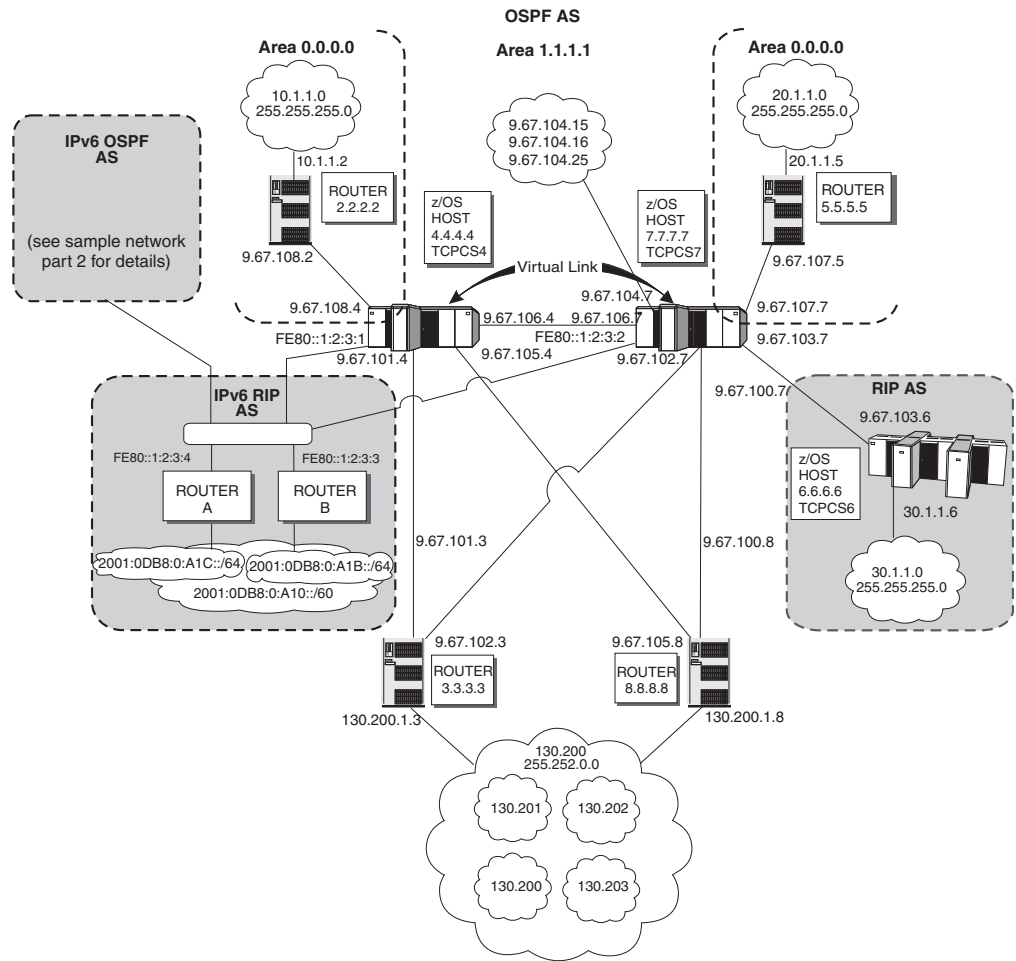 OSPF AS
Area 0.0.0.0
Area 1.1.1.1
Area 0.0.0.0
10.1.1.0
255.255.255.0
20.1.1.0
255.255.255.0
9.67.104.15
9.67.104.16
9.67.104.25
IPv6 OSPF
AS
(see sample network
part 2 for details)
10.1.1.2
ROUTER
2.2.2.2
z/OS
HOST
4.4.4.4
TCPCS4
z/OS
HOST
7.7.7.7
TCPCS7
20.1.1.5
ROUTER
5.5.5.5
9.67.108.2
9.67.107.5
Virtual Link
9.67.108.4
9.67.104.7
9.67.107.7
9.67.106.4
9.67.106.7
FE80::1:2:3:1
FE80::1:2:3:2
9.67.103.7
9.67.101.4
9.67.105.4
9.67.102.7
9.67.100.7
IPv6 RIP
AS
RIP AS
9.67.103.6
FE80::1:2:3:4
FE80::1:2:3:3
ROUTER
A
ROUTER
B
z/OS
HOST
6.6.6.6
TCPCS6
30.1.1.6
9.67.101.3
9.67.100.8
2001:0DB8:0:A1C::/64
2001:0DB8:0:A1B::/64
2001:0DB8:0:A10::/60
30.1.1.0
255.255.255.0
9.67.102.3
9.67.105.8
ROUTER
3.3.3.3
ROUTER
8.8.8.8
130.200.1.3
130.200.1.8
130.200
255.252.0.0
130.201
130.202
130.200
130.203